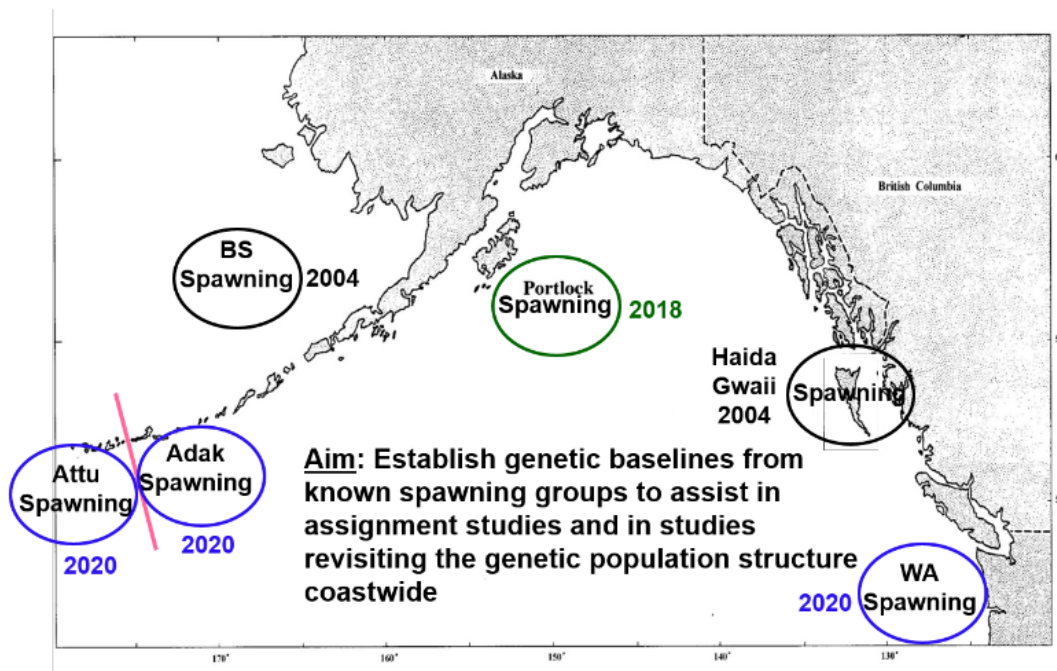 Alaska
British Columbia
BS
Spawning
2004
Portlock
Spawning
2018
Haida
Gwaii
2004
Spawning
Attu
Spawning
2020
Adak
Spawning
2020
Aim: Establish genetic baselines from
known spawning groups to assist in
assignment studies and in studies
revisiting the genetic population structure
coastwide
WA
Spawning
2020
170°
160°
150°
140°
130°